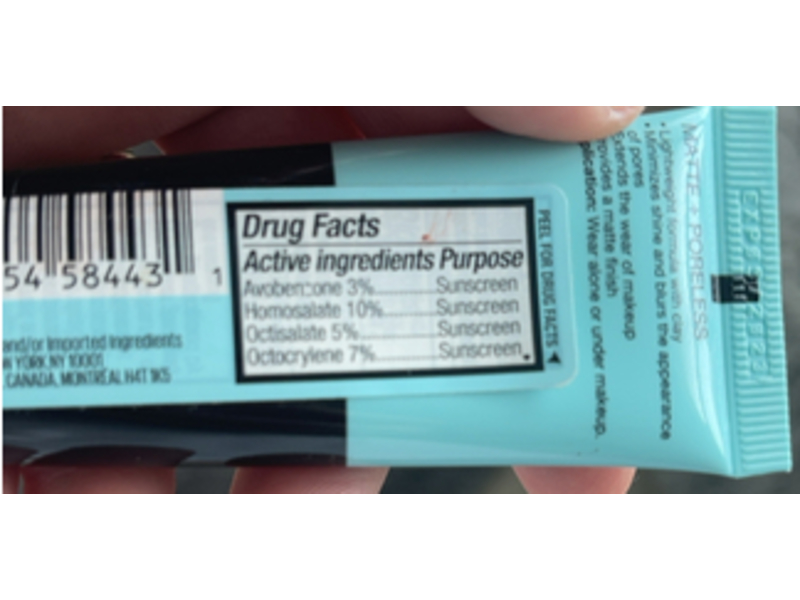 54 58443 1
and/or Imported Ingredients
YORK, NY 10001
CANADA, MONTRÉAL H4T 1K5
Drug Facts
Active ingredients Purpose
Avobenzone 3% Sunscreen
Homosalate 10% Sunscreen
Octisalate 5% Sunscreen
Octocrylene 7% Sunscreen
PEEL FOR DRUG FACTS
MATTE + PORELESS
• Lightweight formula with clay
• Minimizes shine and blurs the appearance
of pores
Extends the wear of makeup
rovides a matte finish
plication: Wear alone or under makeup.